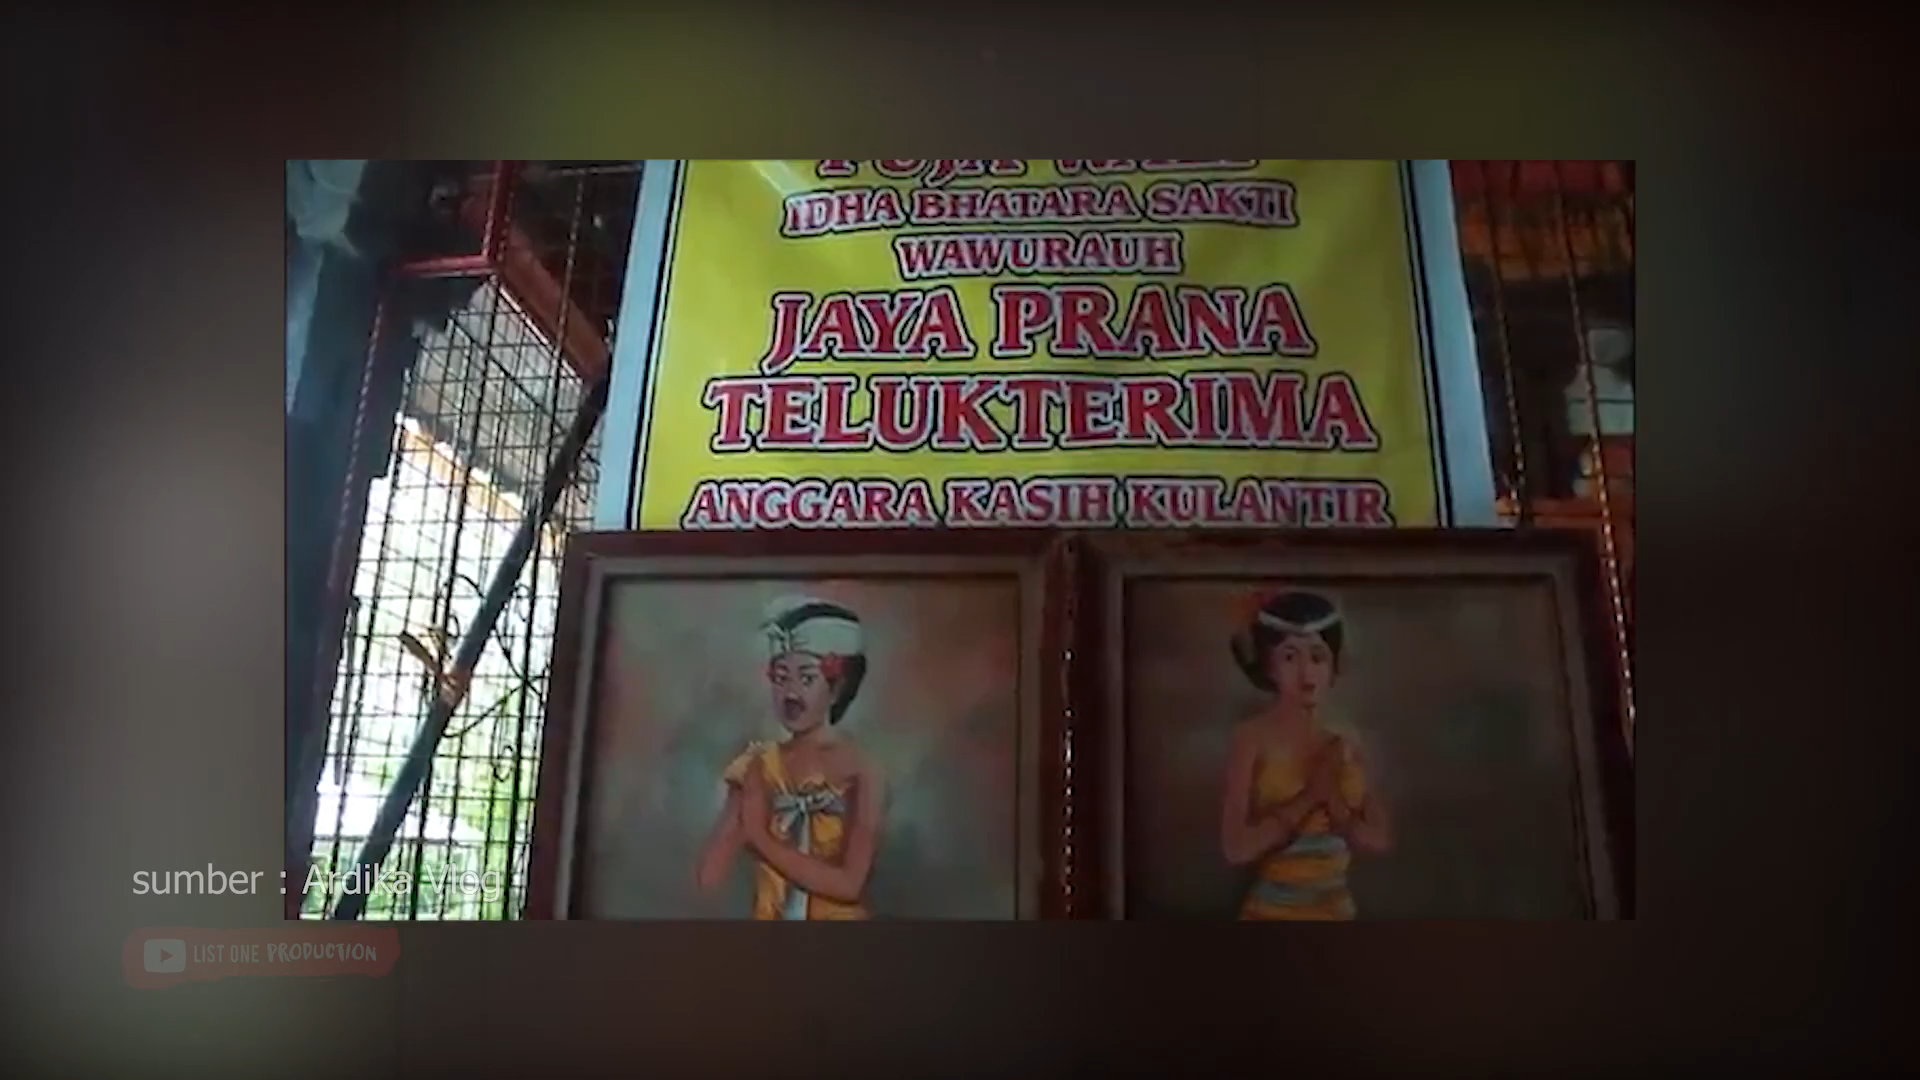 IDHA BHATARA SAKTI
WAWURAUH
JAYA PRANA
TELUKTERIMA
ANGGARA KASIH KULANTIR
sumber : Ardika Vlog
LIST ONE PRODUCTION